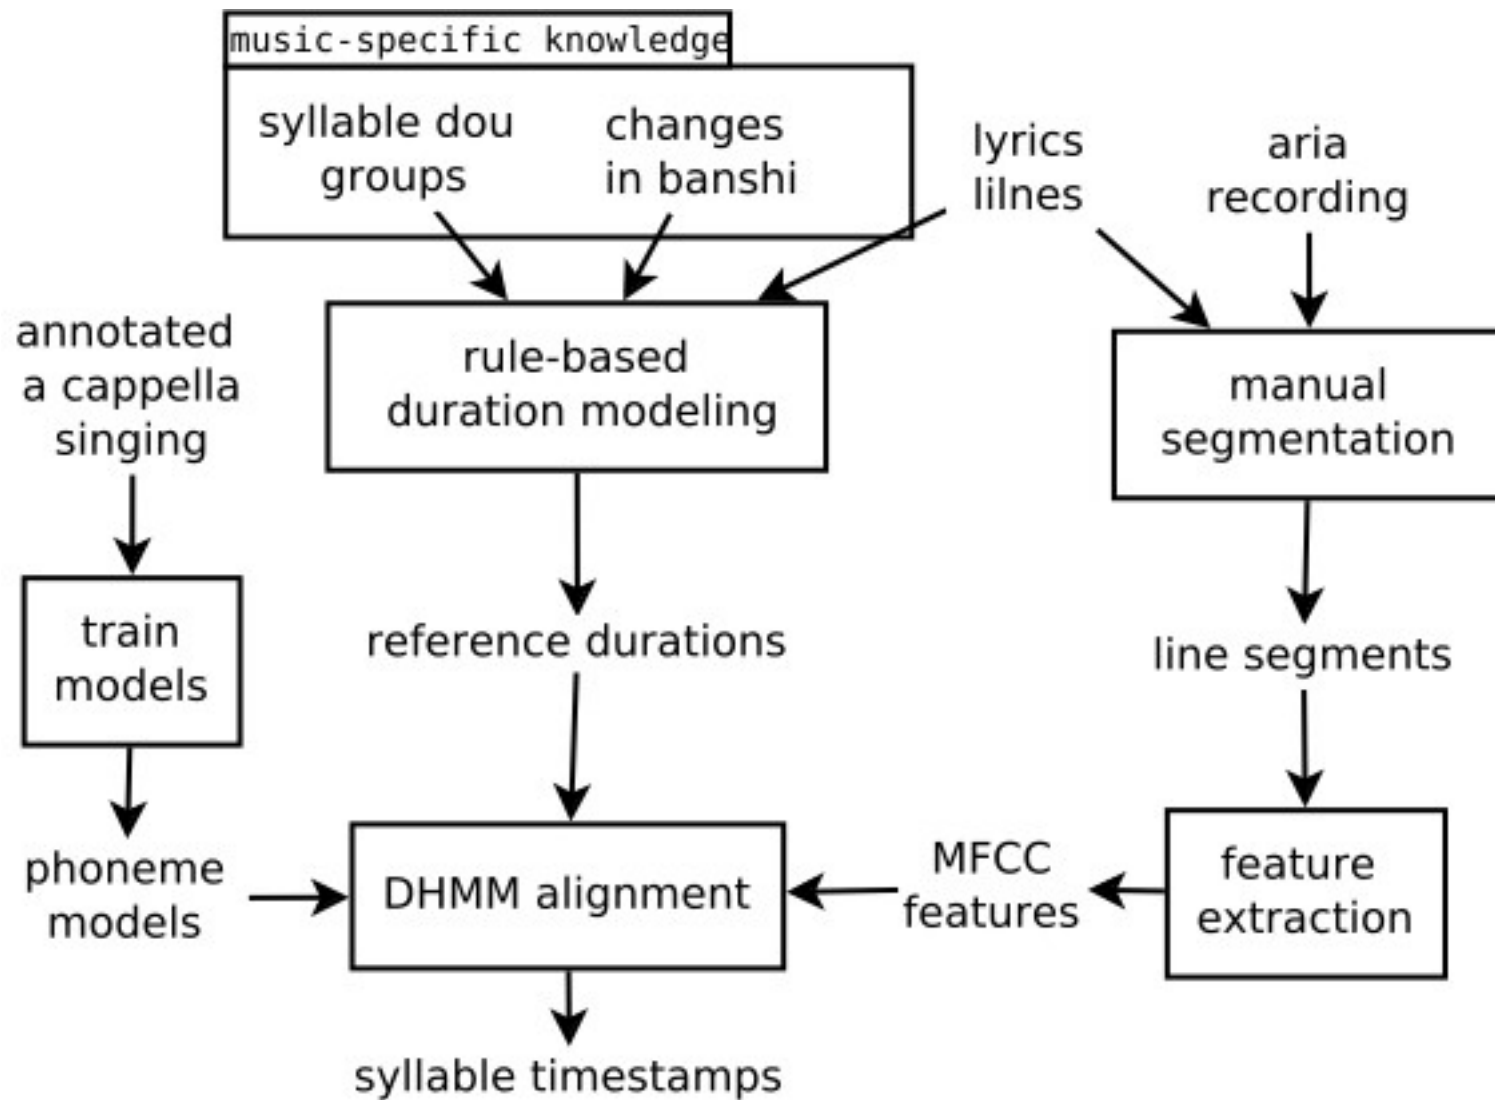 music-specific knowledge
syllable dou
groups
changes
in banshi
lyrics
lilnes
aria
recording
annotated
a cappella
singing
rule-based
duration modeling
manual
segmentation
train
models
reference durations
line segments
phoneme
models
DHMM alignment
MFCC
features
feature
extraction
syllable timestamps